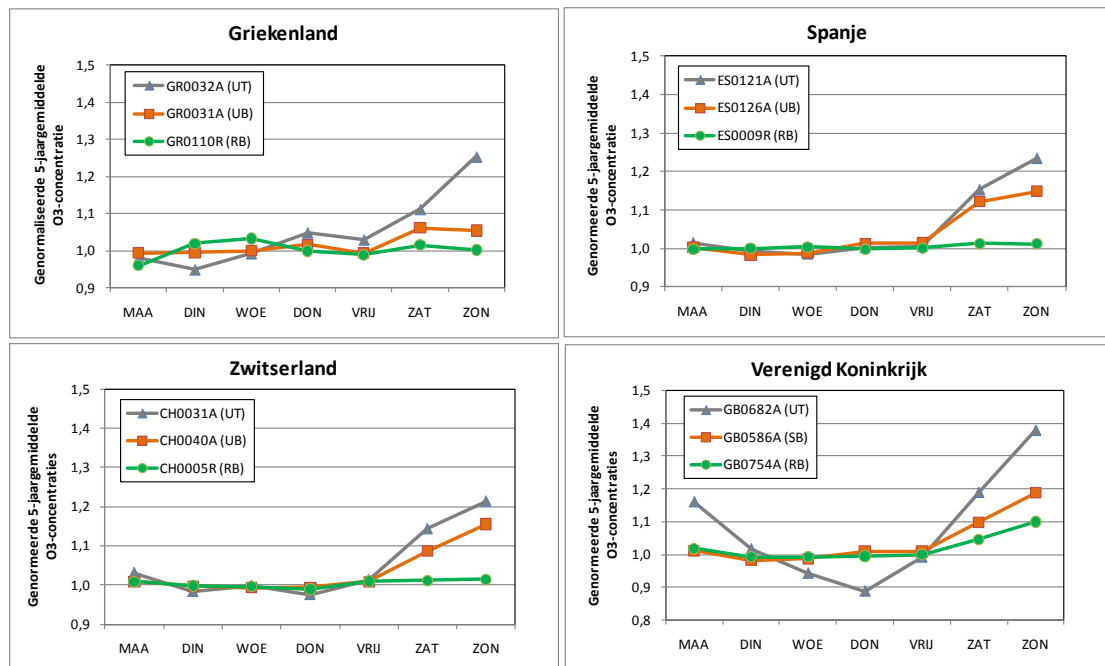 Griekenland
Genormaliseerde 5-jaargemiddelde
O3-concentratie
1,5
1,4
1,3
1,2
1,1
1,0
0,9
GR0032A (UT)
GR0031A (UB)
GR0110R (RB)
MAA DIN WOE DON VRIJ ZAT ZON
Spanje
Genormeerde 5-jaargemiddelde
O3-concentratie
1,5
1,4
1,3
1,2
1,1
1,0
0,9
ES0121A (UT)
ES0126A (UB)
ES0009R (RB)
MAA DIN WOE DON VRIJ ZAT ZON
Zwitserland
Genormeerde 5-jaargemiddelde
O3-concentraties
1,5
1,4
1,3
1,2
1,1
1,0
0,9
CH0031A (UT)
CH0040A (UB)
CH0005R (RB)
MAA DIN WOE DON VRIJ ZAT ZON
Verenigd Koninkrijk
Genormeerde 5-jaargemiddelde
O3-concentraties
1,5
1,4
1,3
1,2
1,1
1,0
0,9
0,8
GB0682A (UT)
GB0586A (SB)
GB0754A (RB)
MAA DIN WOE DON VRIJ ZAT ZON